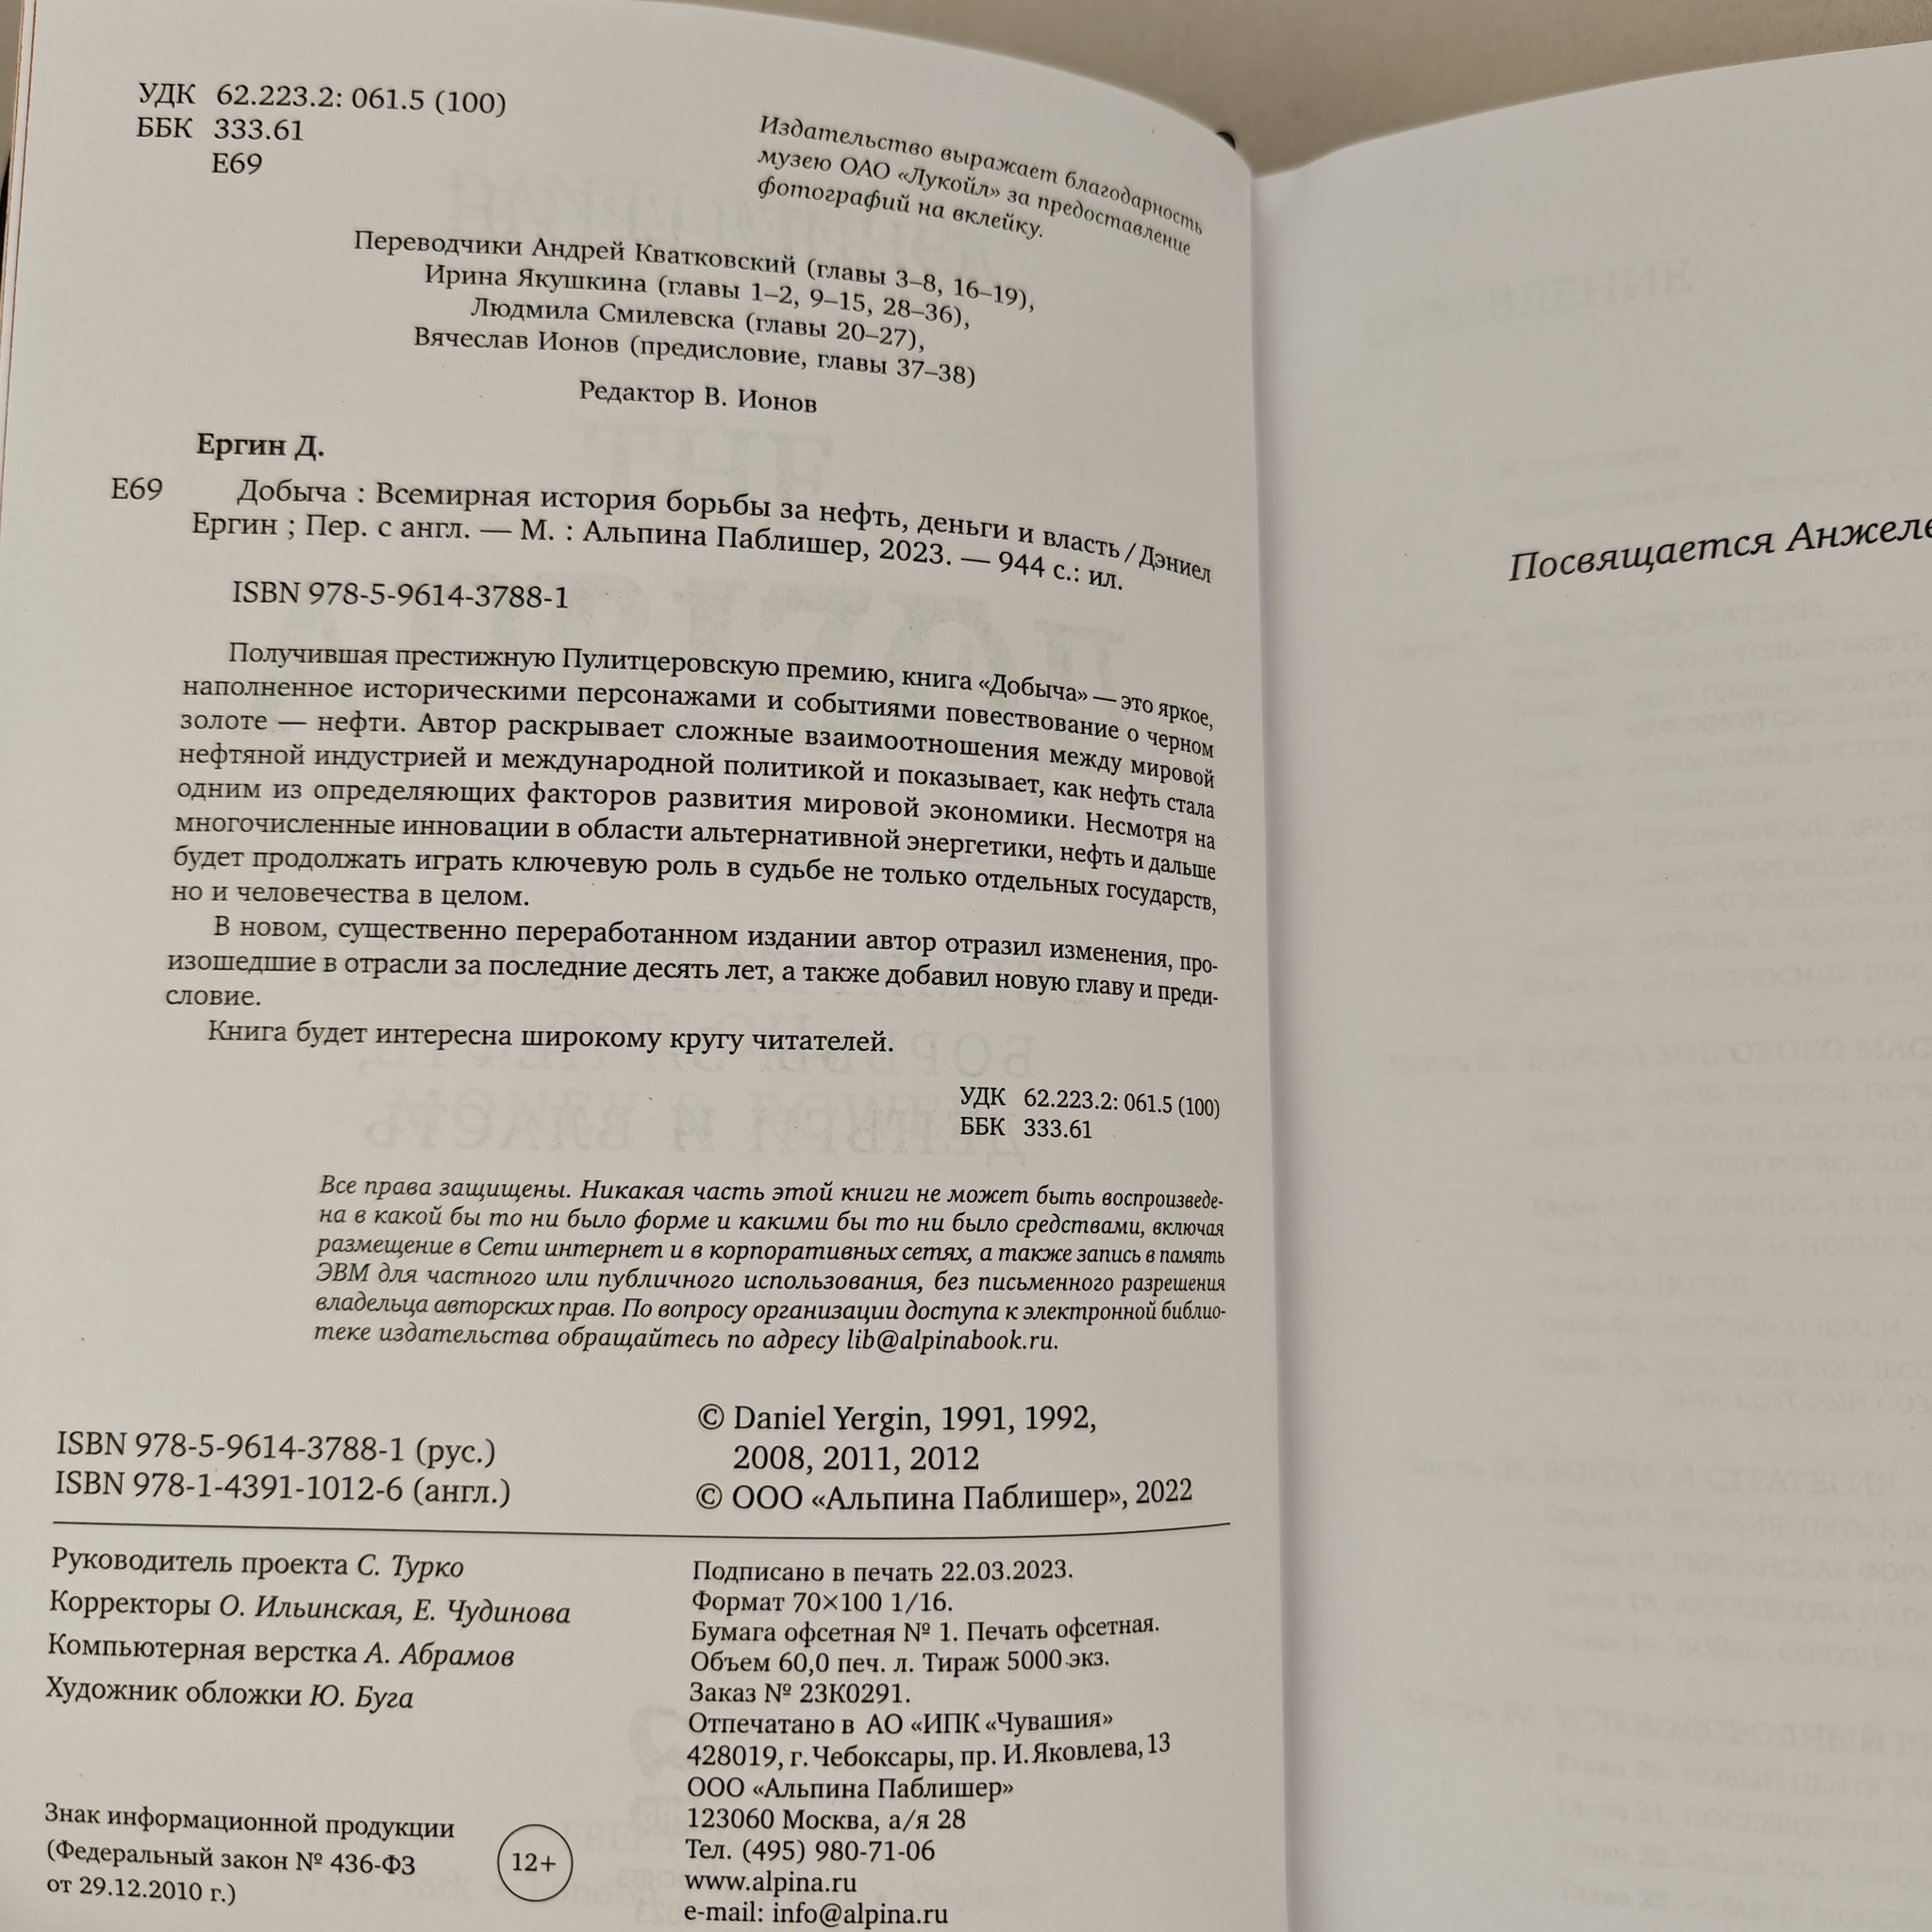 УДК 62.223.2: 061.5 (100)
ББК 333.61
Е69
Издательство выражает благодарность
музею ОАО «Лукойл» за предоставление
фотографий на вклейку.
Переводчики Андрей Кватковский (главы 3–8, 16–19),
Ирина Якушкина (главы 1–2, 9–15, 28–36),
Людмила Смилевска (главы 20–27),
Вячеслав Ионов (предисловие, главы 37–38)
Редактор В. Ионов
Ергин Д.
Е69 Добыча : Всемирная история борьбы за нефть, деньги и власть / Дэниел
Ергин ; Пер. с англ. — М. : Альпина Паблишер, 2023. — 944 с.: ил.
ISBN 978-5-9614-3788-1
Получившая престижную Пулитцеровскую премию, книга «Добыча» — это яркое,
наполненное историческими персонажами и событиями повествование о черном
золоте — нефти. Автор раскрывает сложные взаимоотношения между мировой
нефтяной индустрией и международной политикой и показывает, как нефть стала
одним из определяющих факторов развития мировой экономики. Несмотря на
многочисленные инновации в области альтернативной энергетики, нефть и дальше
будет продолжать играть ключевую роль в судьбе не только отдельных государств,
но и человечества в целом.
В новом, существенно переработанном издании автор отразил изменения, про-
изошедшие в отрасли за последние десять лет, а также добавил новую главу и преди-
словие.
Книга будет интересна широкому кругу читателей.
УДК 62.223.2: 061.5 (100)
ББК 333.61
Все права защищены. Никакая часть этой книги не может быть воспроизведе-
на в какой бы то ни было форме и какими бы то ни было средствами, включая
размещение в Сети интернет и в корпоративных сетях, а также запись в память
ЭВМ для частного или публичного использования, без письменного разрешения
владельца авторских прав. По вопросу организации доступа к электронной библио-
теке издательства обращайтесь по адресу lib@alpinabook.ru.
© Daniel Yergin, 1991, 1992,
2008, 2011, 2012
© ООО «Альпина Паблишер», 2022
ISBN 978-5-9614-3788-1 (рус.)
ISBN 978-1-4391-1012-6 (англ.)
Руководитель проекта С. Турко
Корректоры О. Ильинская, Е. Чудинова
Компьютерная верстка А. Абрамов
Художник обложки Ю. Буга
Знак информационной продукции
(Федеральный закон № 436-ФЗ
от 29.12.2010 г.)
12+
Подписано в печать 22.03.2023.
Формат 70×100 1/16.
Бумага офсетная № 1. Печать офсетная.
Объем 60,0 печ. л. Тираж 5000 экз.
Заказ № 23К0291.
Отпечатано в АО «ИПК «Чувашия»
428019, г. Чебоксары, пр. И. Яковлева, 13
ООО «Альпина Паблишер»
123060 Москва, а/я 28
Тел. (495) 980-71-06
www.alpina.ru
e-mail: info@alpina.ru
Посвящается